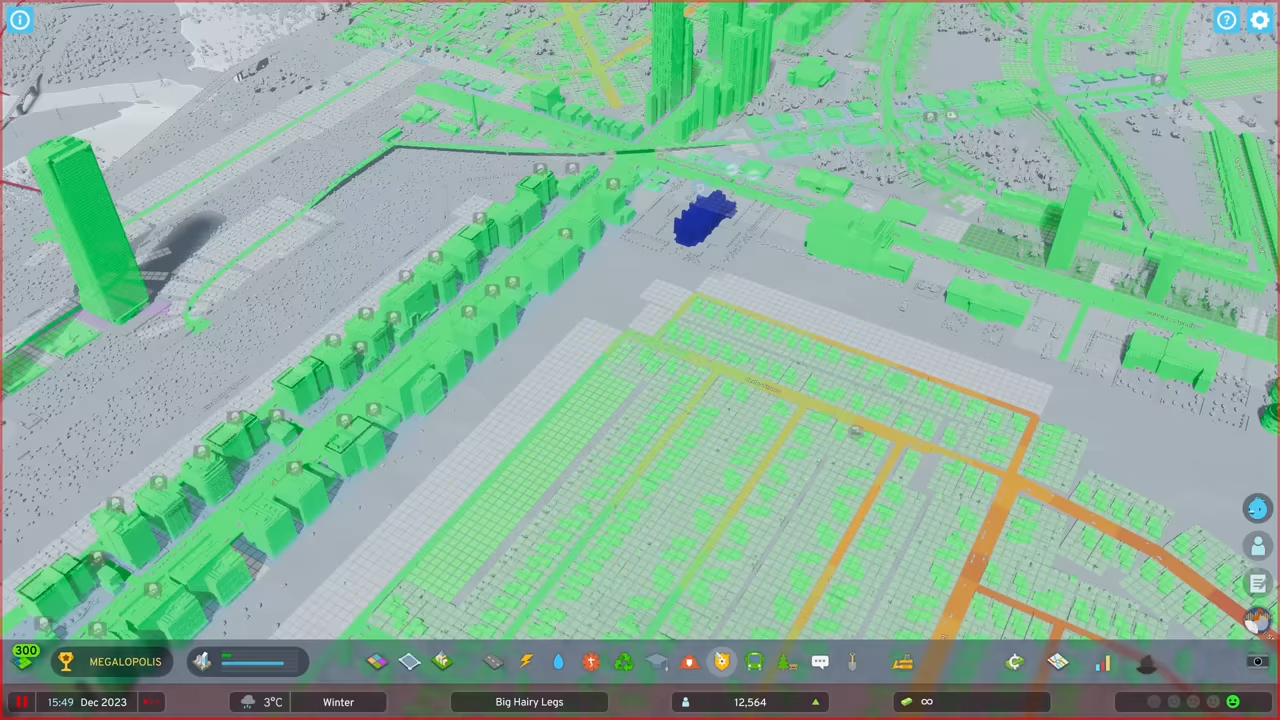 300
MEGALOPOLIS
15:49 Dec 2023
3°C
Winter
Big Hairy Legs
12,564
∞